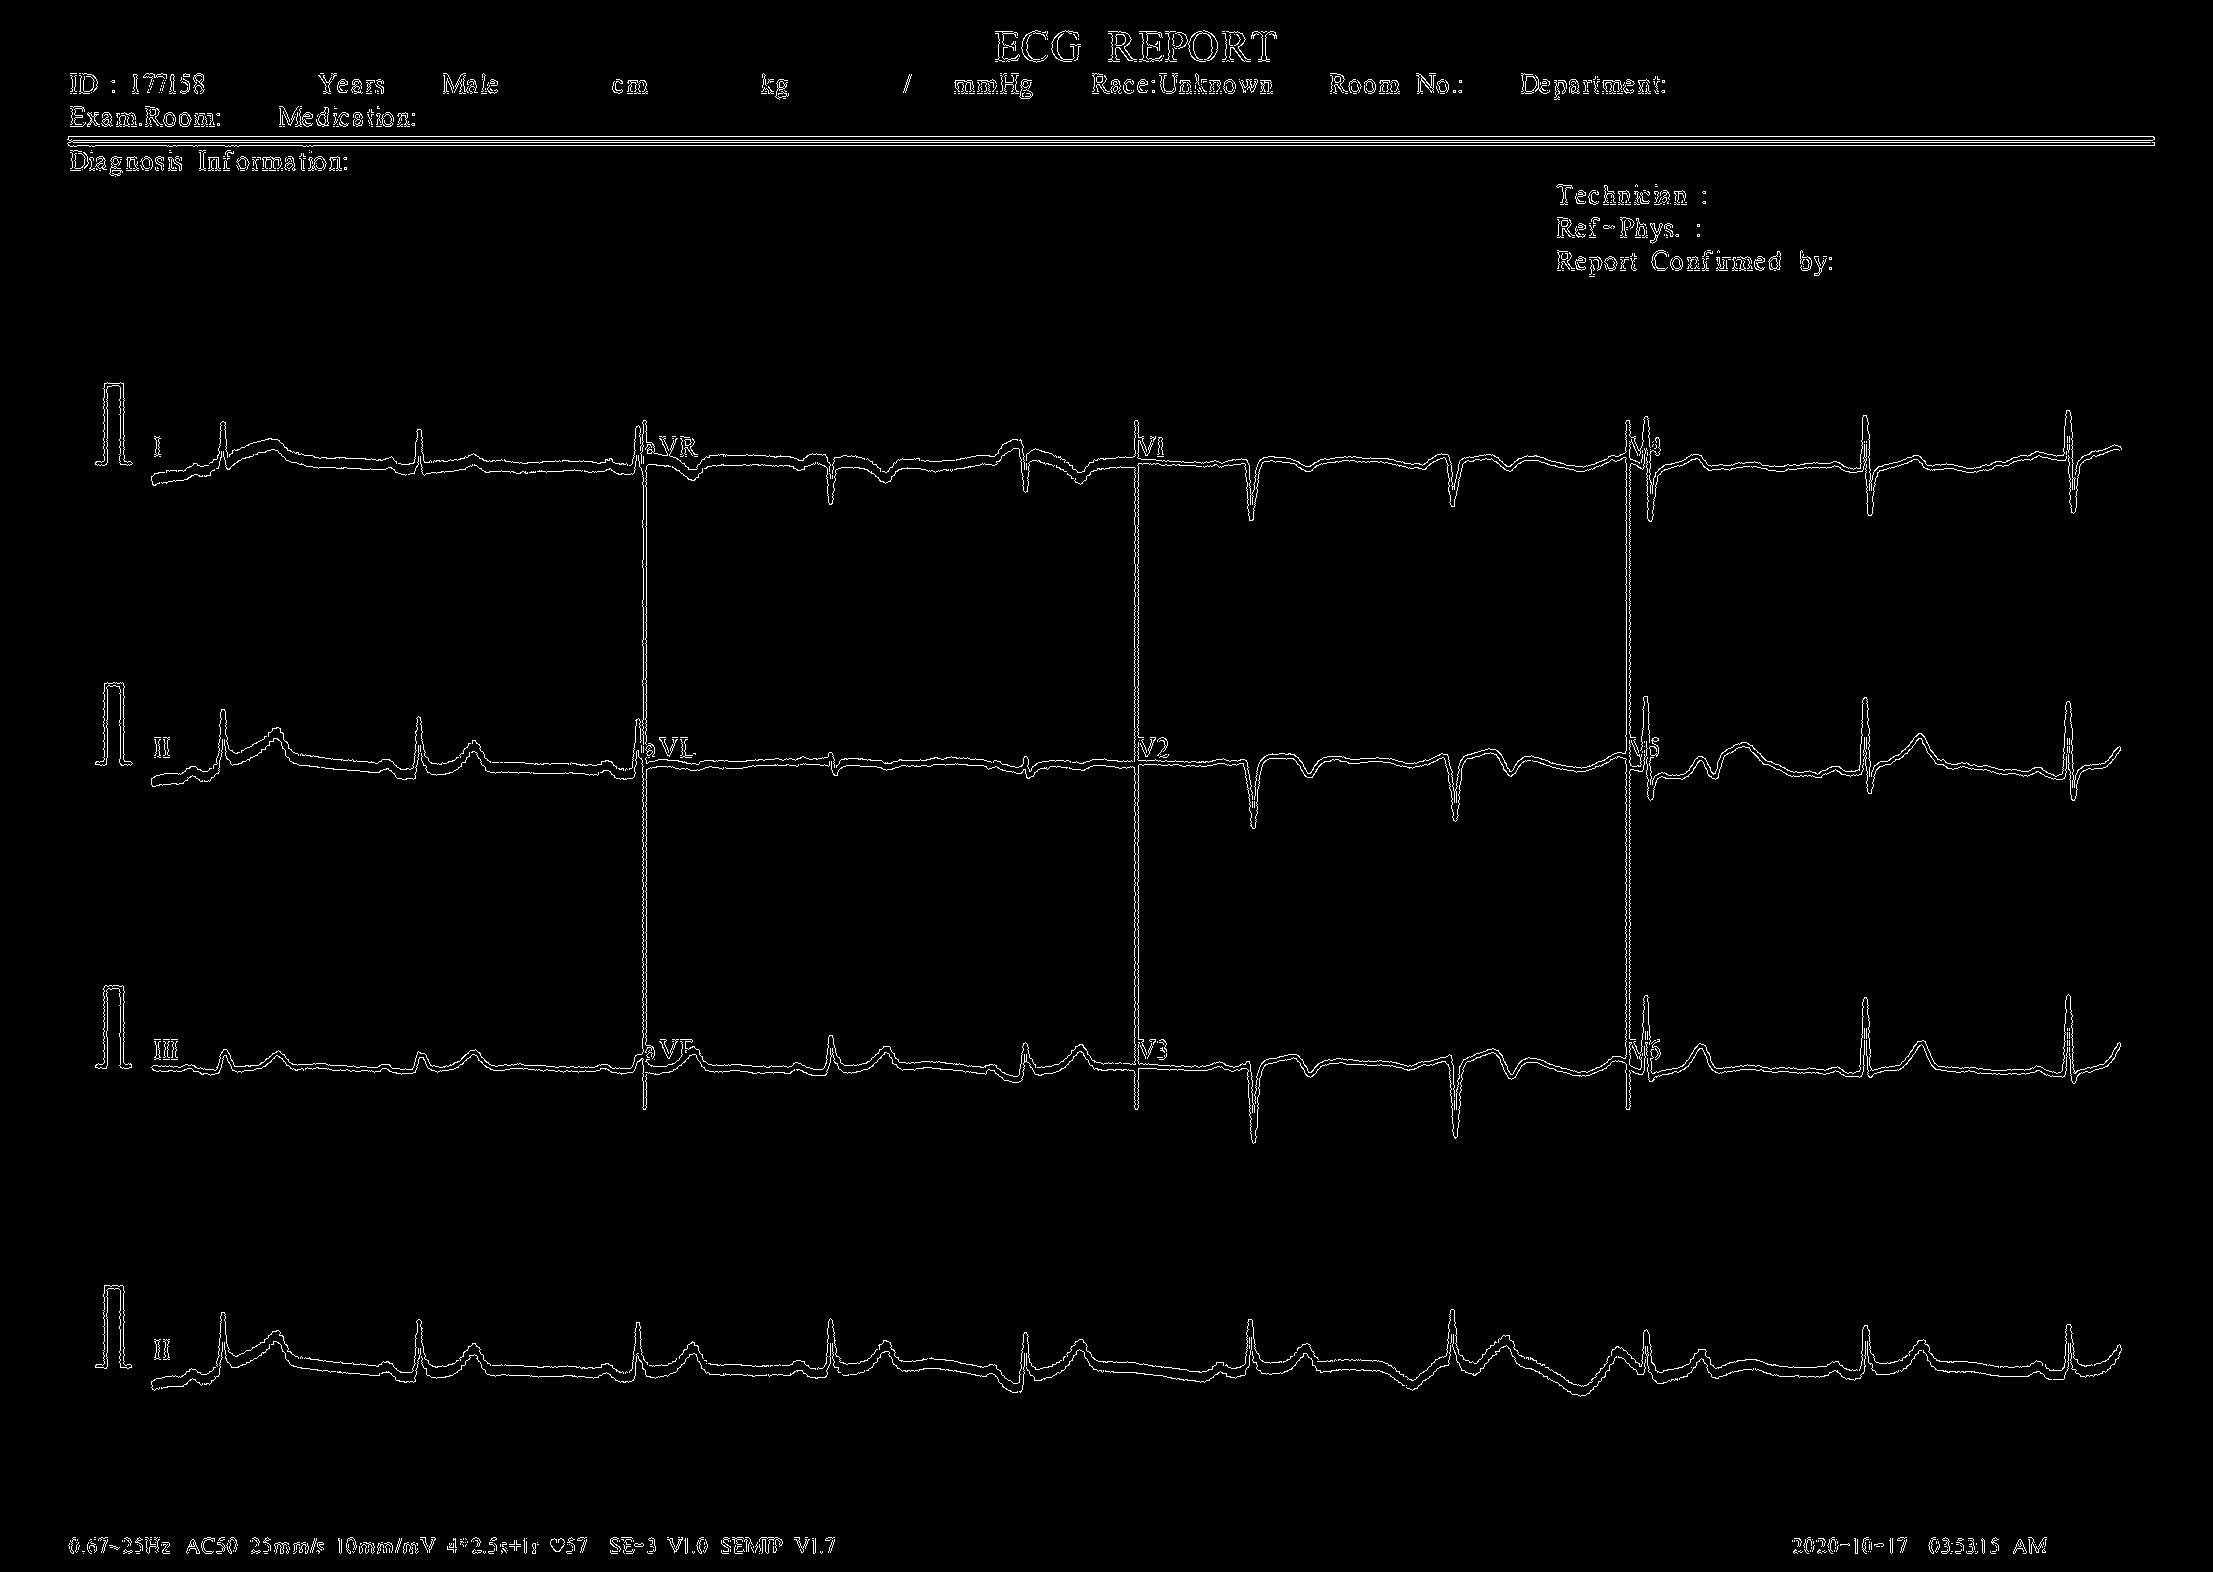 ECG REPORT
ID : 177158 Years Male cm kg / mmHg Race:Unknown Room No.: Department:
Exam.Room: Medication:
Diagnosis Information:
Technician :
Ref-Phys. :
Report Confirmed by:
I aVR V1 V4
II aVL V2 V5
III aVF V3 V6
II
0.67~25Hz AC50 25mm/s 10mm/mV 4*2.5s+1r ♡57 SE-3 V1.0 SEMIP V1.7 2020-10-17 03:53:15 AM